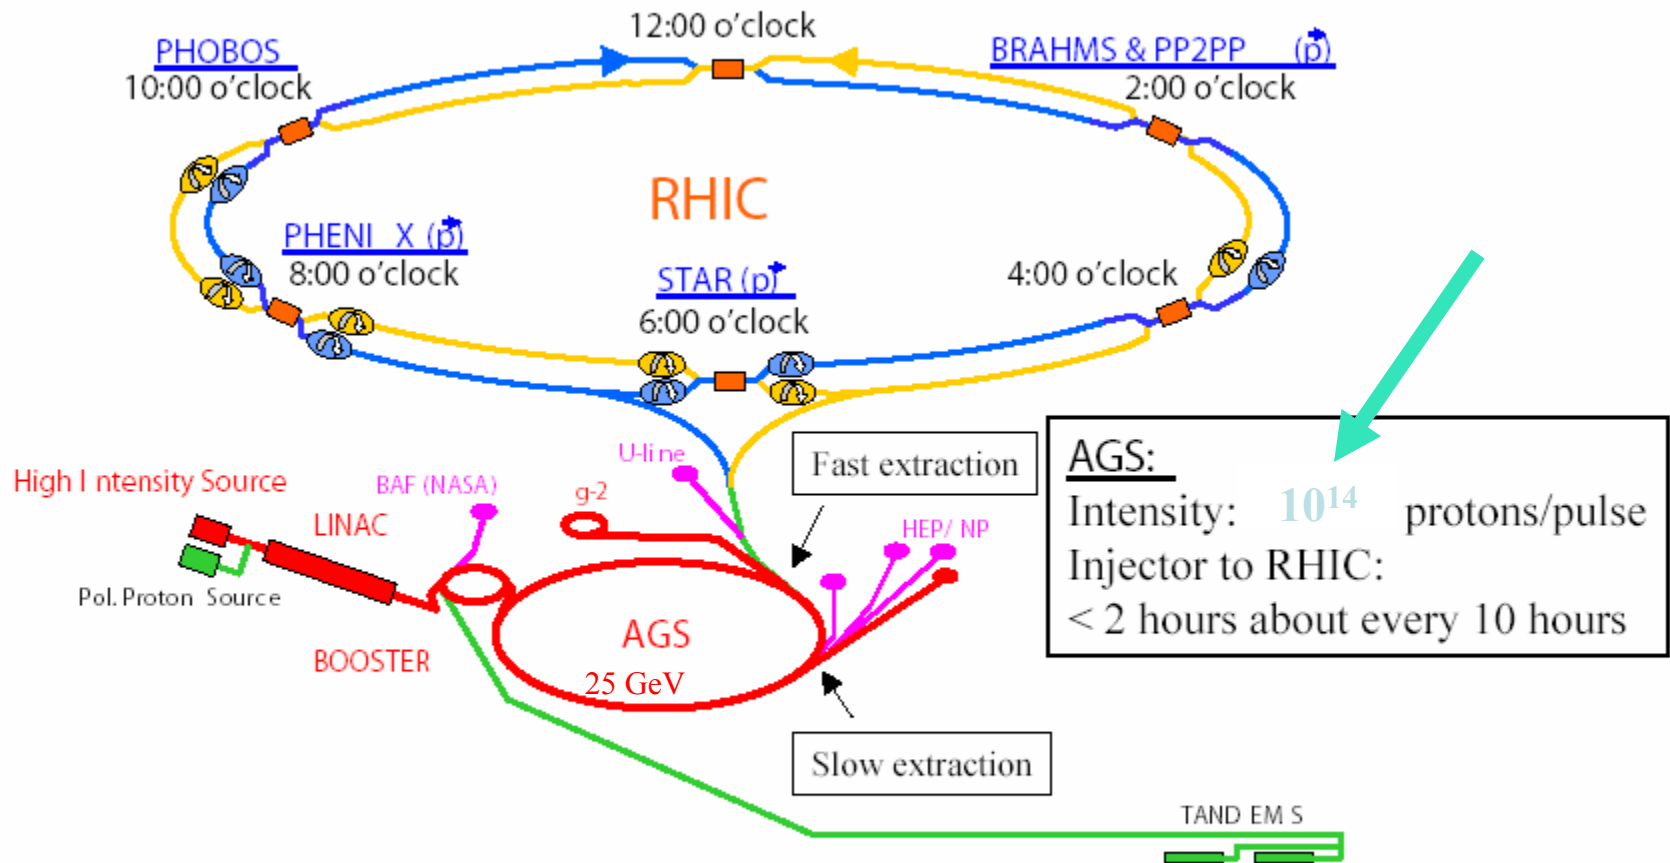 12:00 o'clock
PHOBOS
10:00 o'clock
BRAHMS & PP2PP (p)
2:00 o'clock
RHIC
PHENI X (p)
8:00 o'clock
STAR (p)
6:00 o'clock
4:00 o'clock
U-line
Fast extraction
High I ntensity Source
BAF (NASA)
g-2
LINAC
HEP/ NP
Pol. Proton Source
AGS
BOOSTER
25 GeV
Slow extraction
AGS:
Intensity: 10¹⁴ protons/pulse
Injector to RHIC:
< 2 hours about every 10 hours
TAND EM S